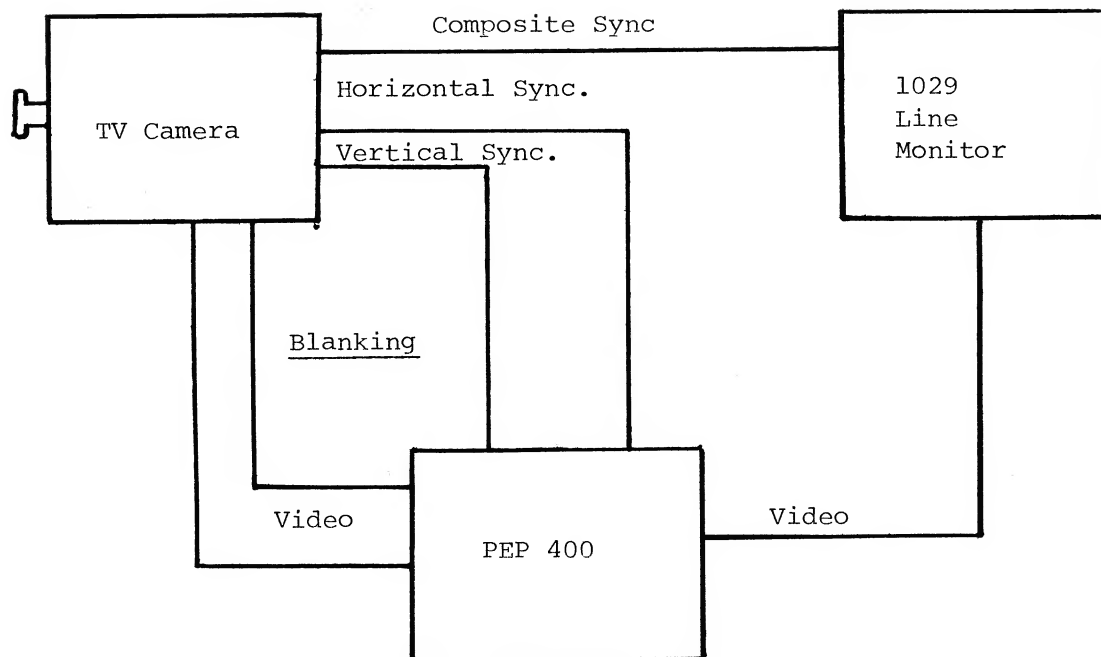 Composite Sync
Horizontal Sync.
TV Camera
Vertical Sync.
1029
Line
Monitor
Blanking
Video
Video
PEP 400